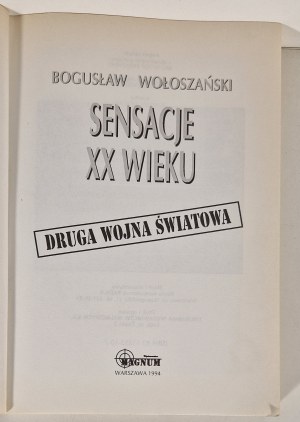 BOGUSŁAW WOŁOSZAŃSKI
SENSACJE
XX WIEKU
DRUGA WOJNA ŚWIATOWA
MAGNUM
WARSZAWA 1994